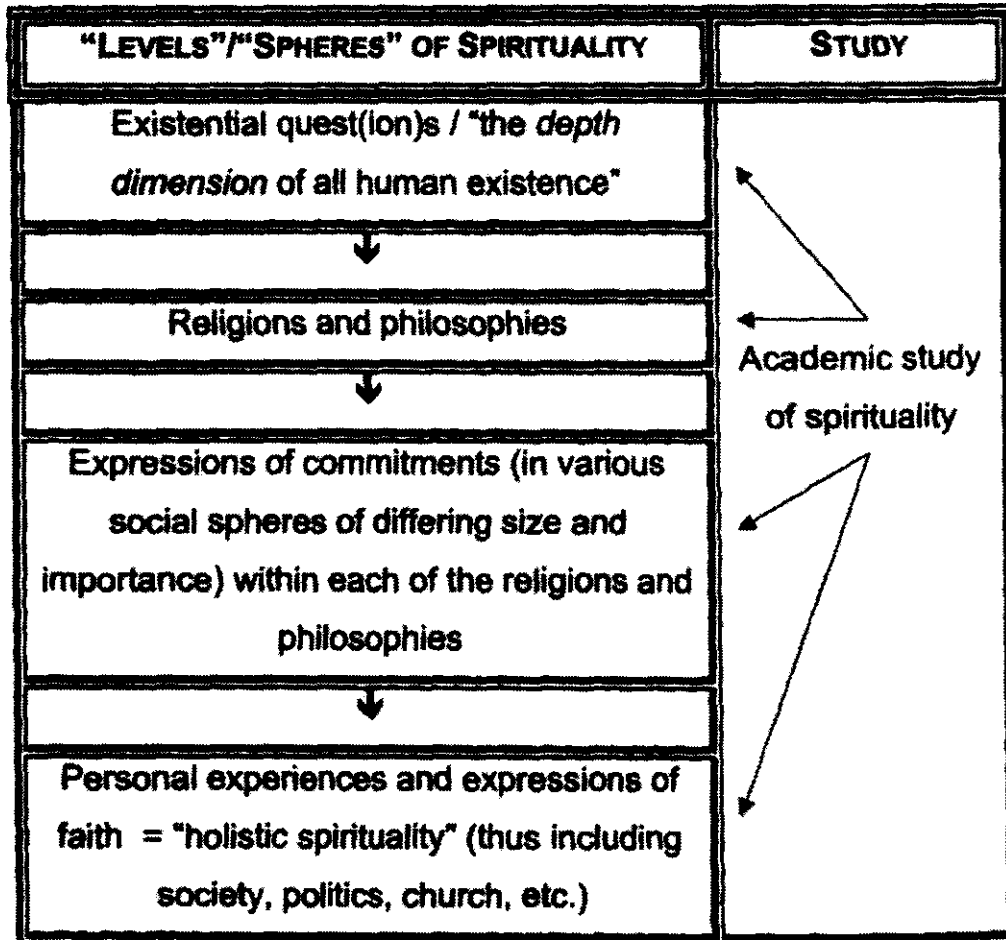 “LEVELS”/“SPHERES” OF SPIRITUALITY
STUDY
Existential quest(ion)s / “the depth
dimension of all human existence”
Religions and philosophies
Expressions of commitments (in various
social spheres of differing size and
importance) within each of the religions and
philosophies
Personal experiences and expressions of
faith = “holistic spirituality” (thus including
society, politics, church, etc.)
Academic study
of spirituality